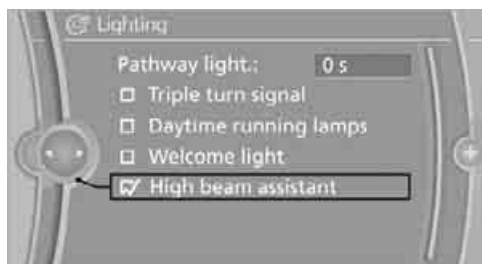 Lighting
Pathway light.: 0 s
Triple turn signal
Daytime running lamps
Welcome light
High beam assistant